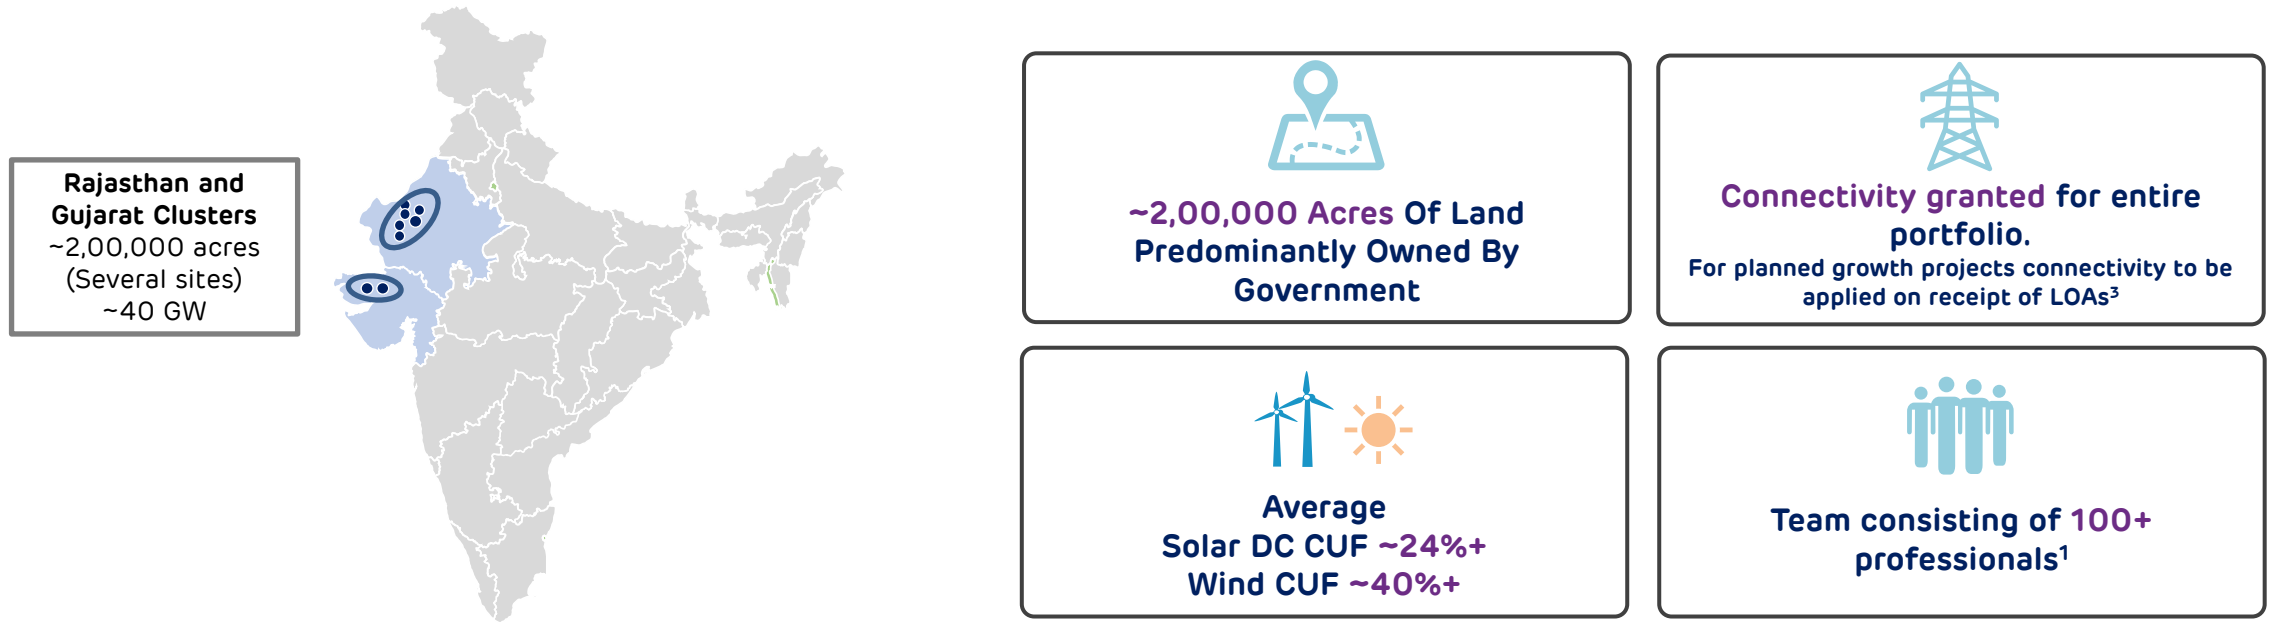 Rajasthan and
Gujarat Clusters
~2,00,000 acres
(Several sites)
~40 GW
~2,00,000 Acres Of Land
Predominantly Owned By
Government
Connectivity granted for entire
portfolio.
For planned growth projects connectivity to be
applied on receipt of LOAs³
Average
Solar DC CUF ~24%+
Wind CUF ~40%+
Team consisting of 100+
professionals¹